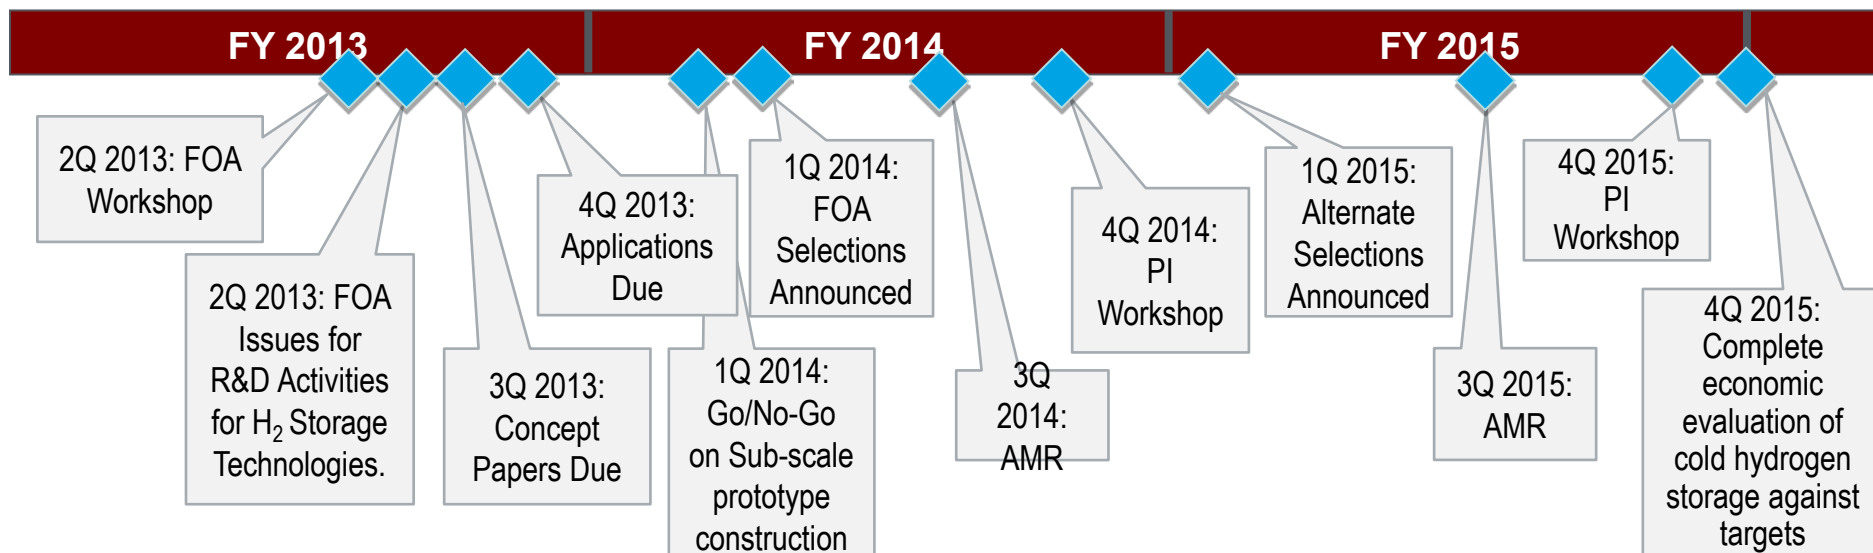 FY 2013
FY 2014
FY 2015
2Q 2013: FOA
Workshop
2Q 2013: FOA
Issues for
R&D Activities
for H₂ Storage
Technologies.
3Q 2013:
Concept
Papers Due
4Q 2013:
Applications
Due
1Q 2014:
Go/No-Go
on Sub-scale
prototype
construction
1Q 2014:
FOA
Selections
Announced
3Q
2014:
AMR
4Q 2014:
PI
Workshop
1Q 2015:
Alternate
Selections
Announced
3Q 2015:
AMR
4Q 2015:
PI
Workshop
4Q 2015:
Complete
economic
evaluation of
cold hydrogen
storage against
targets